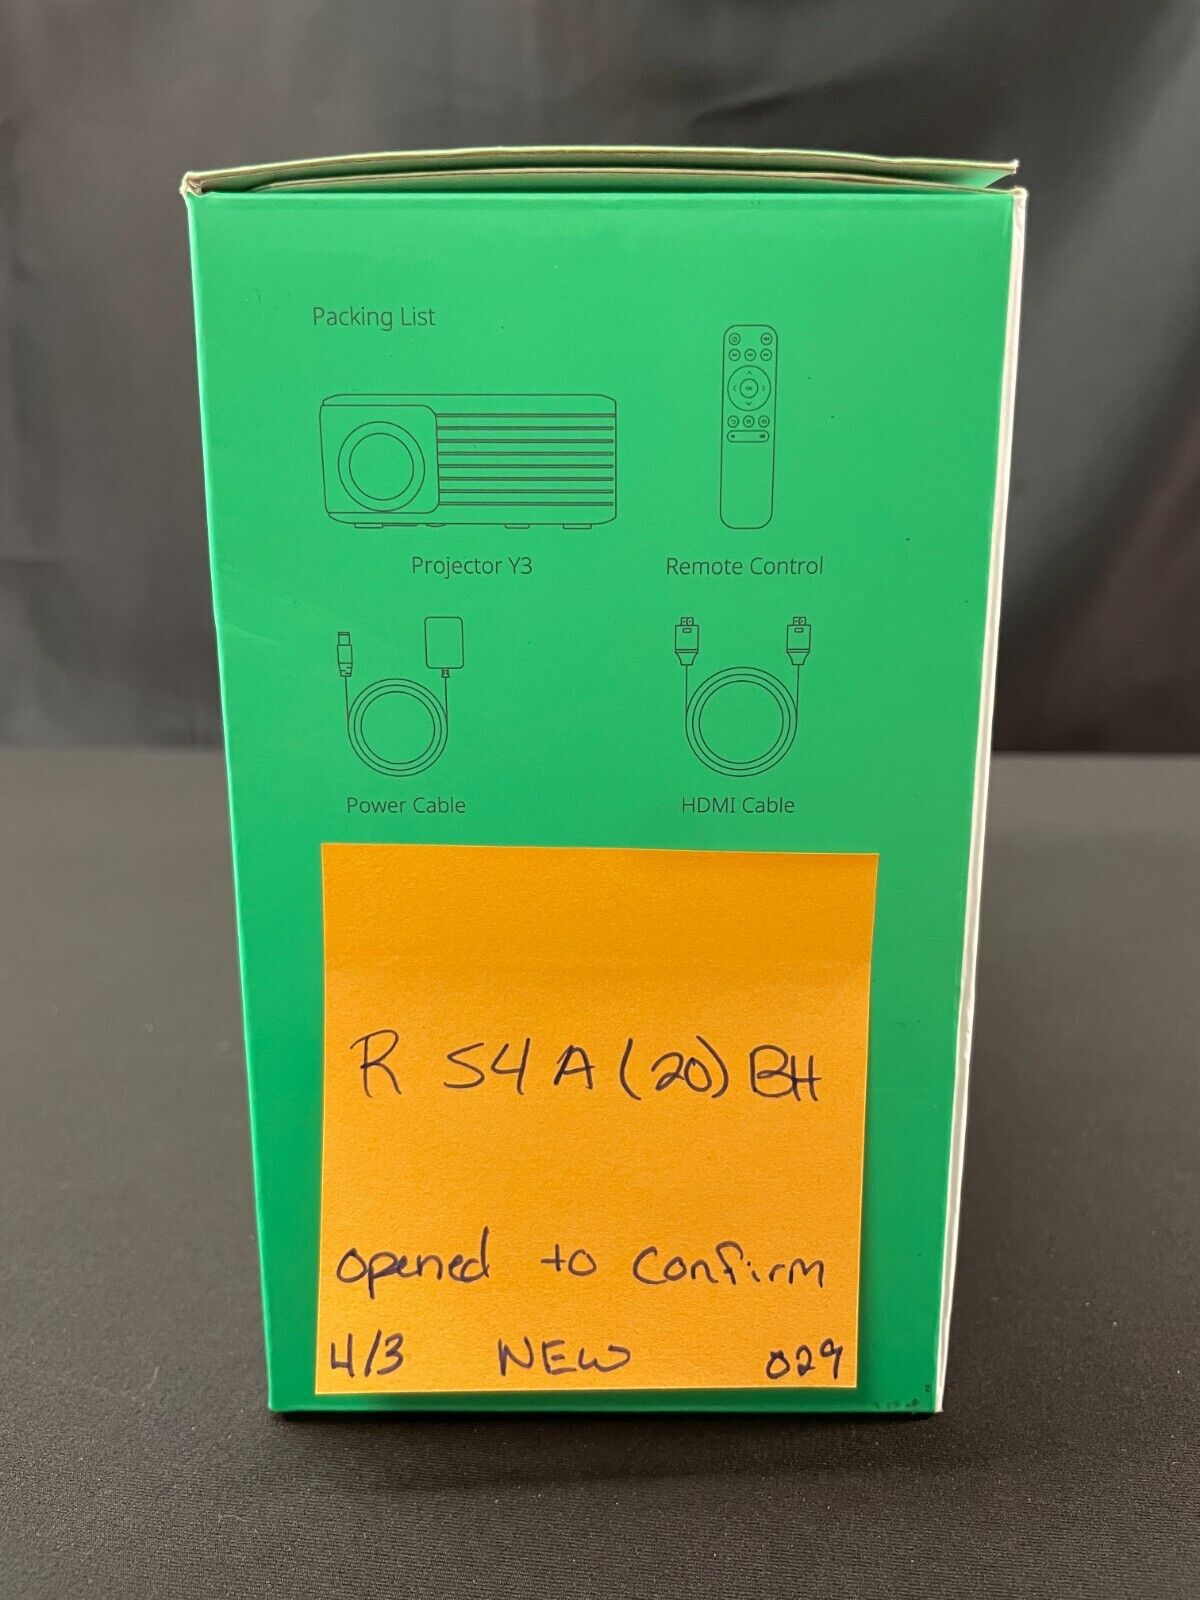 Packing List
Projector Y3
Remote Control
Power Cable
HDMI Cable
R S4A (20) BH
opened to confirm
4/3 NEW 029